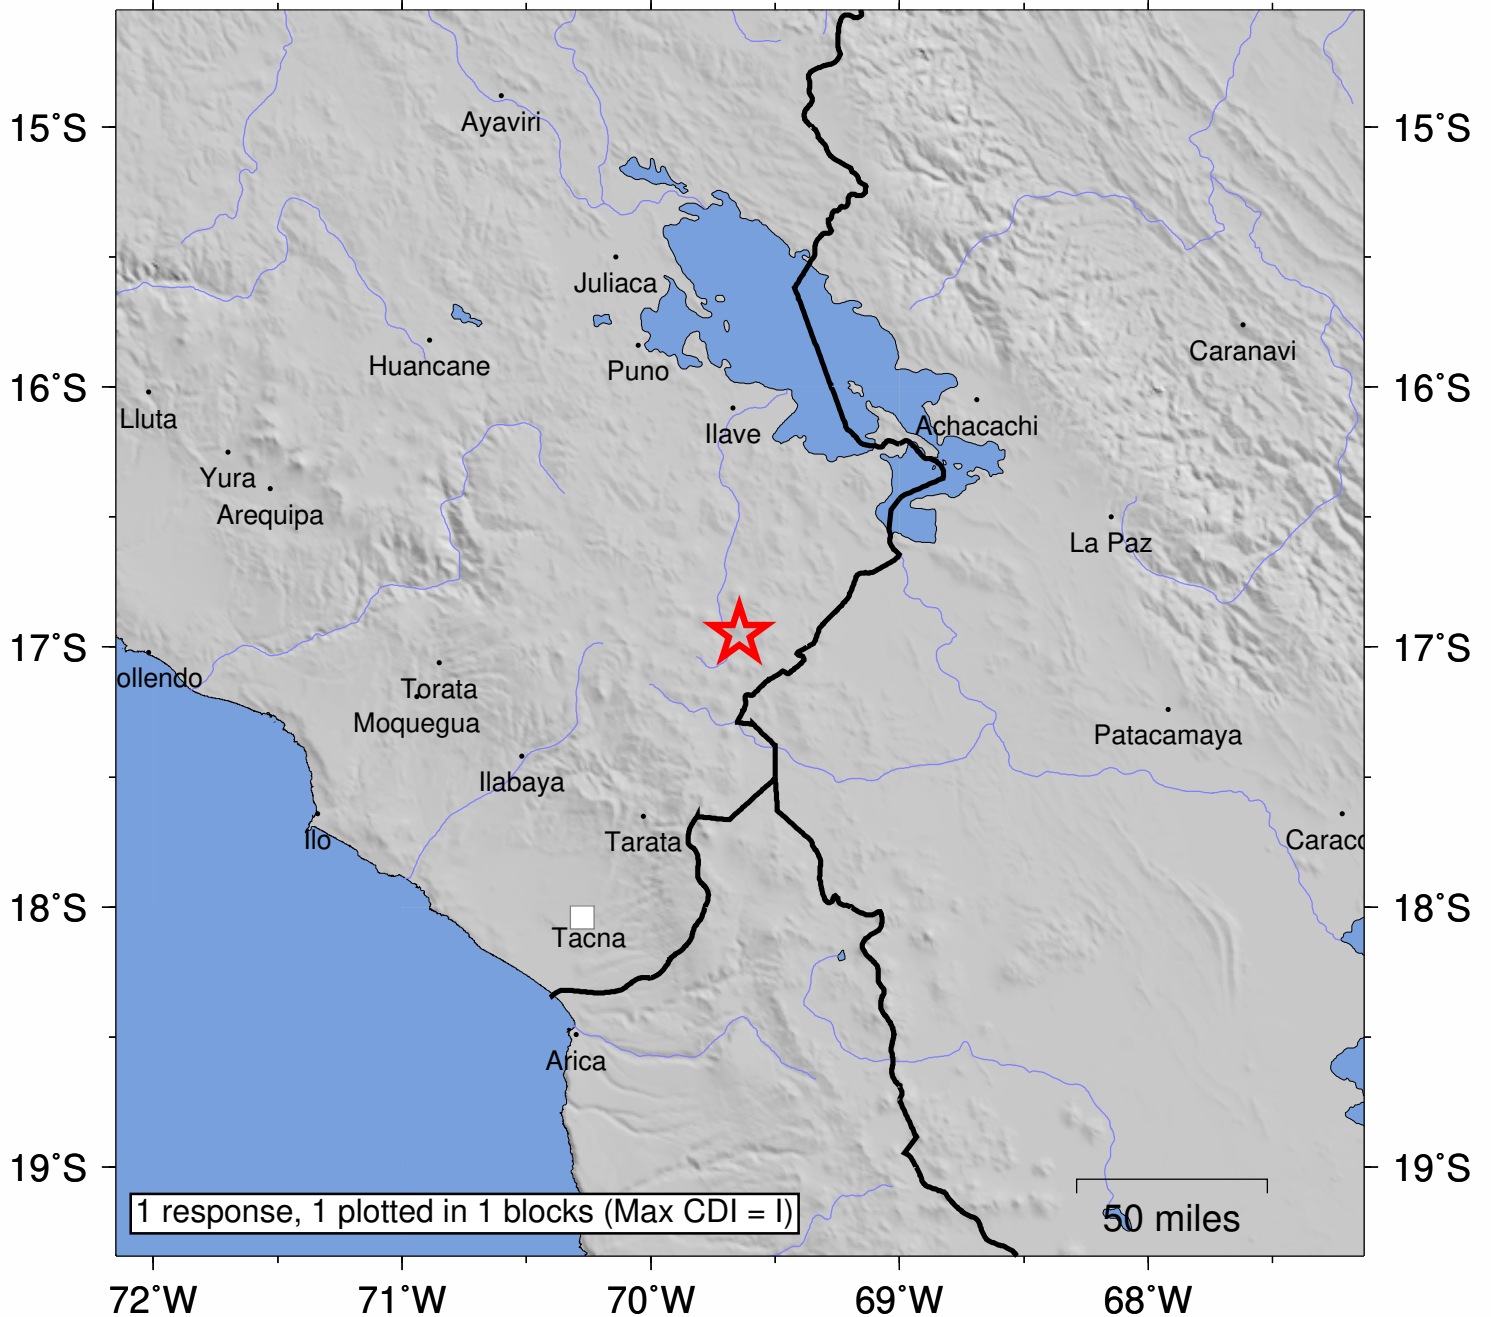 Ayaviri
15°S
15°S
Juliaca
Caranavi
Huancane
Puno
16°S
16°S
Lluta
Ilave
Achacachi
Yura
Arequipa
La Paz
17°S
17°S
ollendo
Torata
Moquegua
Patacamaya
Ilabaya
Ilo
Tarata
Caracc
18°S
18°S
Tacna
Arica
19°S
19°S
1 response, 1 plotted in 1 blocks (Max CDI = I)
50 miles
72°W
71°W
70°W
69°W
68°W